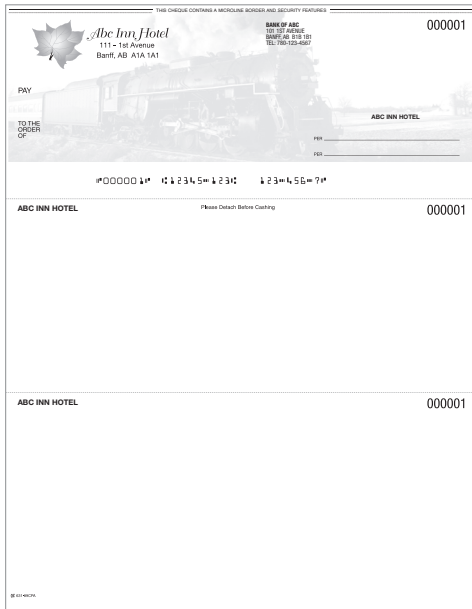 THIS CHEQUE CONTAINS A MICROLINE BORDER AND SECURITY FEATURES
Abc Inn Hotel
111 – 1st Avenue
Banff, AB A1A 1A1
BANK OF ABC
101 1ST AVENUE
BANFF, AB B1B 1B1
TEL: 780-123-4567
000001
PAY
TO THE
ORDER
OF
ABC INN HOTEL
PER
PER
⑈000001⑈ ⑆12345⑉123⑆ 123⑉456⑉7⑈
ABC INN HOTEL
Please Detach Before Cashing
000001
ABC INN HOTEL
000001